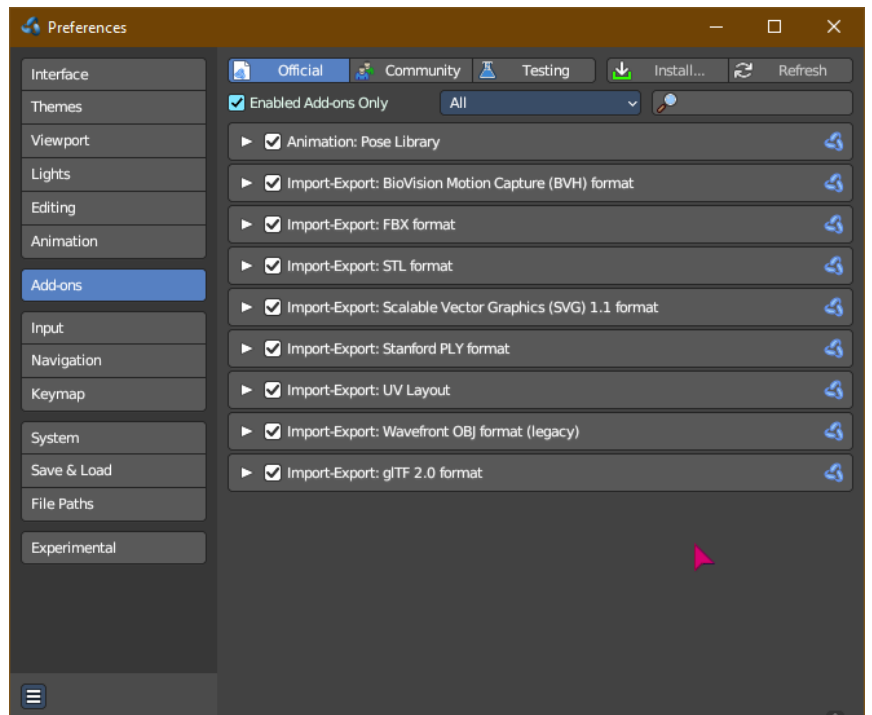 Preferences
Interface
Themes
Viewport
Lights
Editing
Animation
Add-ons
Input
Navigation
Keymap
System
Save & Load
File Paths
Experimental
Official Community Testing Install... Refresh
Enabled Add-ons Only All
Animation: Pose Library
Import-Export: BioVision Motion Capture (BVH) format
Import-Export: FBX format
Import-Export: STL format
Import-Export: Scalable Vector Graphics (SVG) 1.1 format
Import-Export: Stanford PLY format
Import-Export: UV Layout
Import-Export: Wavefront OBJ format (legacy)
Import-Export: glTF 2.0 format